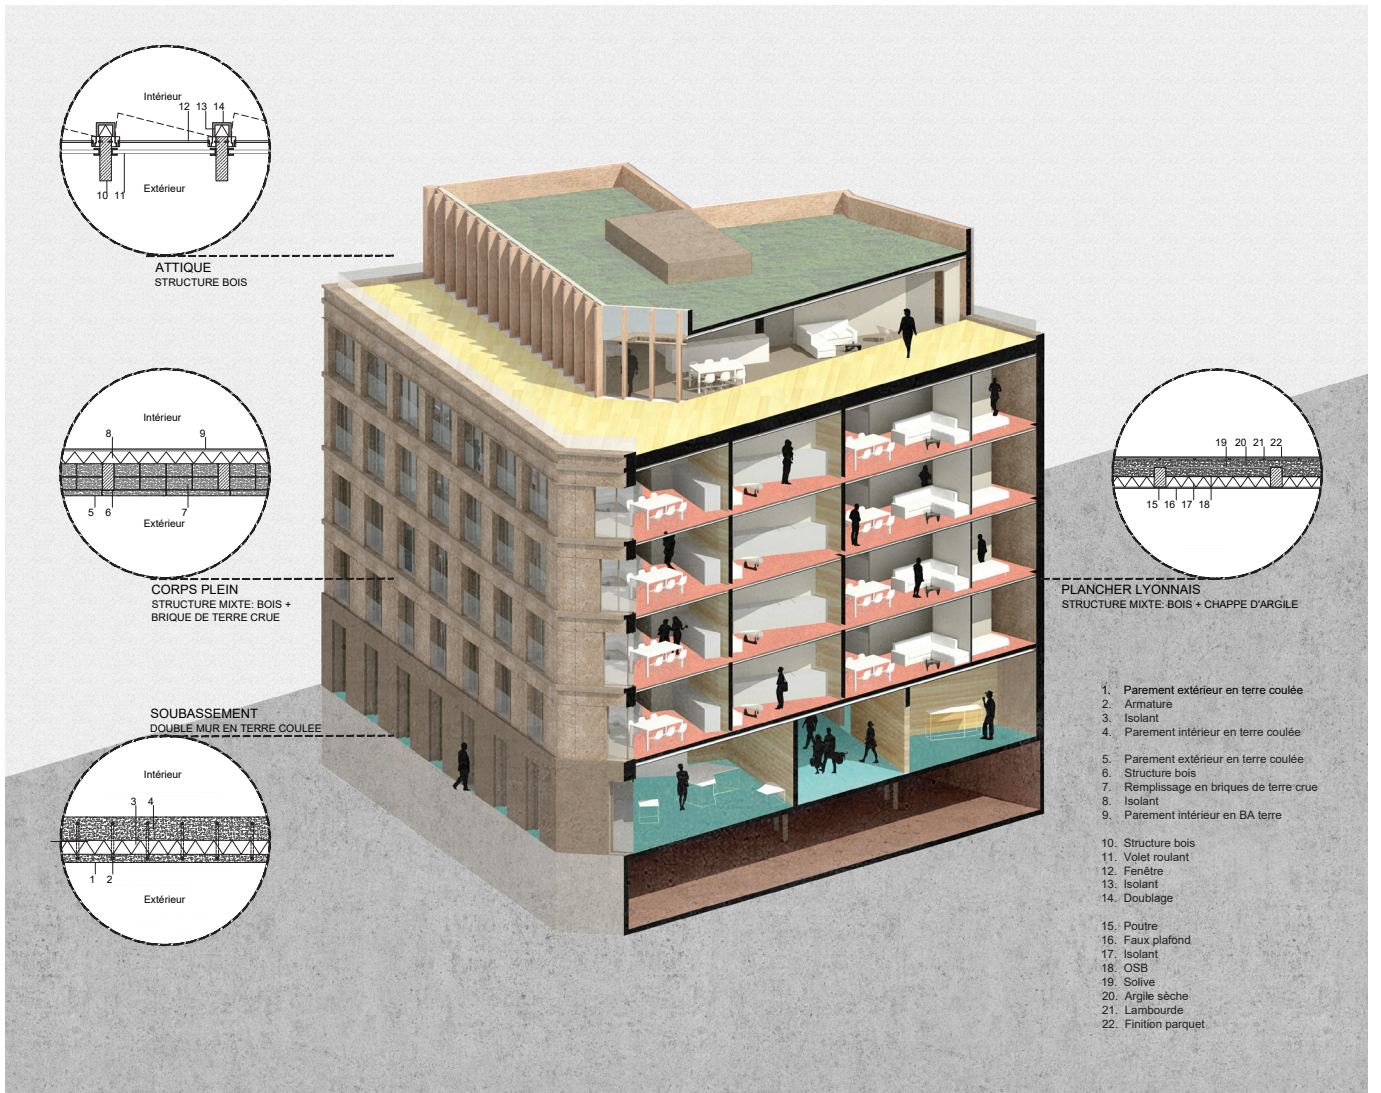 Intérieur
12 13 14
10 11
Extérieur
ATTIQUE
STRUCTURE BOIS
Intérieur
8 9
5 6 7
Extérieur
CORPS PLEIN
STRUCTURE MIXTE: BOIS +
BRIQUE DE TERRE CRUE
SOUBASSEMENT
DOUBLE MUR EN TERRE COULEE
Intérieur
3 4
1 2
Extérieur
19 20 21 22
15 16 17 18
PLANCHER LYONNAIS
STRUCTURE MIXTE: BOIS + CHAPPE D'ARGILE
1. Parement extérieur en terre coulée
2. Armature
3. Isolant
4. Parement intérieur en terre coulée
5. Parement extérieur en terre coulée
6. Structure bois
7. Remplissage en briques de terre crue
8. Isolant
9. Parement intérieur en BA terre
10. Structure bois
11. Volet roulant
12. Fenêtre
13. Isolant
14. Doublage
15. Poutre
16. Faux plafond
17. Isolant
18. OSB
19. Solive
20. Argile sèche
21. Lambourde
22. Finition parquet